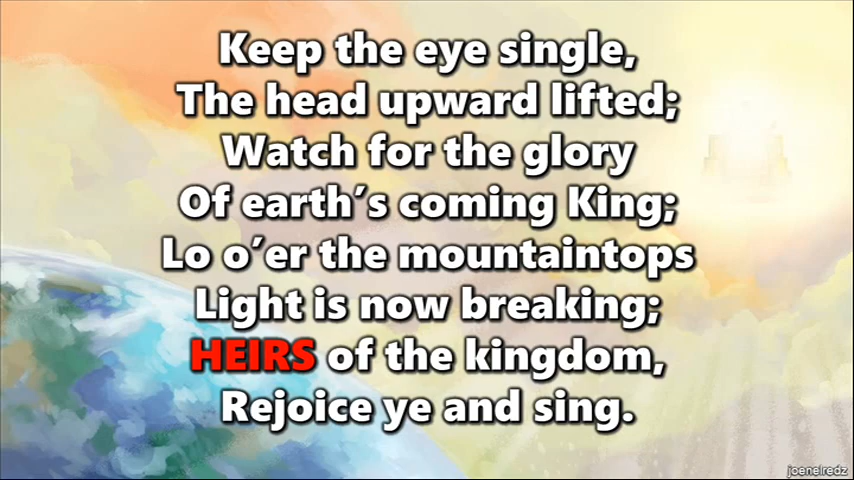 Keep the eye single,
The head upward lifted;
Watch for the glory
Of earth’s coming King;
Lo o’er the mountaintops
Light is now breaking;
HEIRS of the kingdom,
Rejoice ye and sing.
joenelredz